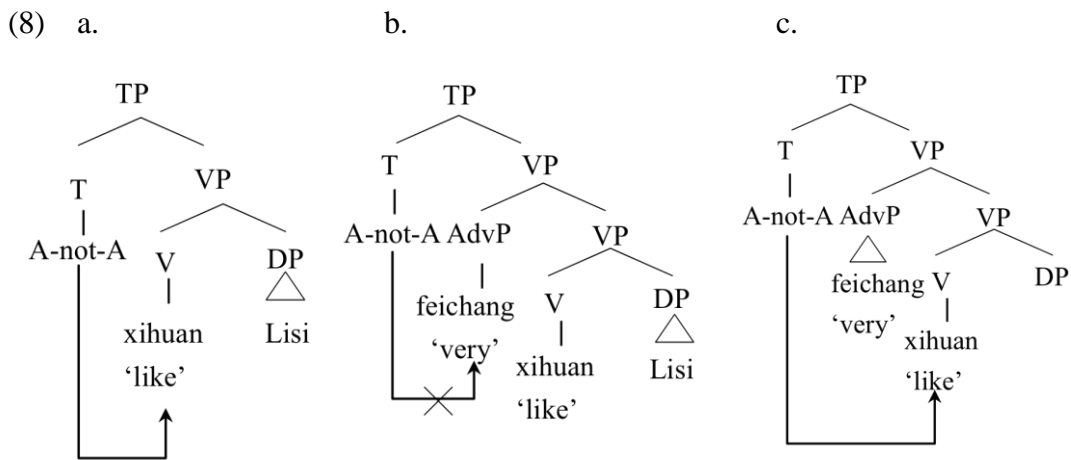 (8) a. b. c.
TP TP TP
T VP T VP T VP
A-not-A V DP A-not-A AdvP VP A-not-A AdvP VP
xihuan Lisi feichang V DP feichang V DP
‘like’ ‘very’ xihuan Lisi ‘very’ xihuan
‘like’ ‘like’